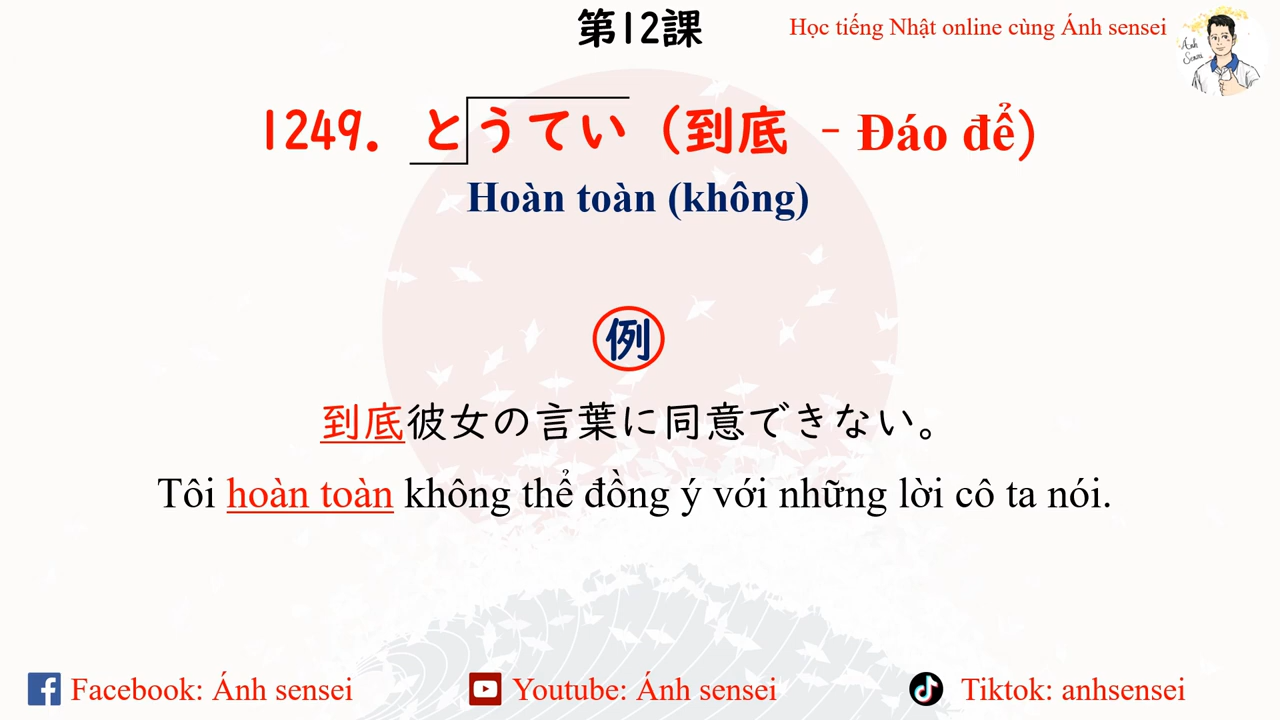 第12課
Học tiếng Nhật online cùng Ánh sensei
Ánh
Sensei
1249. とうてい (到底 - Đáo để)
Hoàn toàn (không)
例
到底彼女の言葉に同意できない。
Tôi hoàn toàn không thể đồng ý với những lời cô ta nói.
Facebook: Ánh sensei
Youtube: Ánh sensei
Tiktok: anhsensei